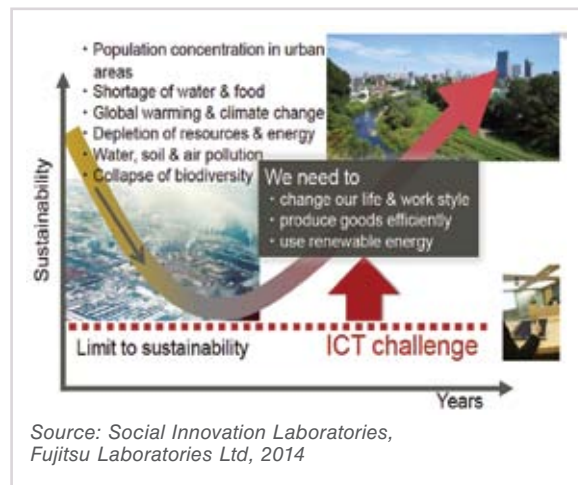 • Population concentration in urban
areas
• Shortage of water & food
• Global warming & climate change
• Depletion of resources & energy
• Water, soil & air pollution
• Collapse of biodiversity
We need to
• change our life & work style
• produce goods efficiently
• use renewable energy
Sustainability
Limit to sustainability
ICT challenge
Years
Source: Social Innovation Laboratories,
Fujitsu Laboratories Ltd, 2014